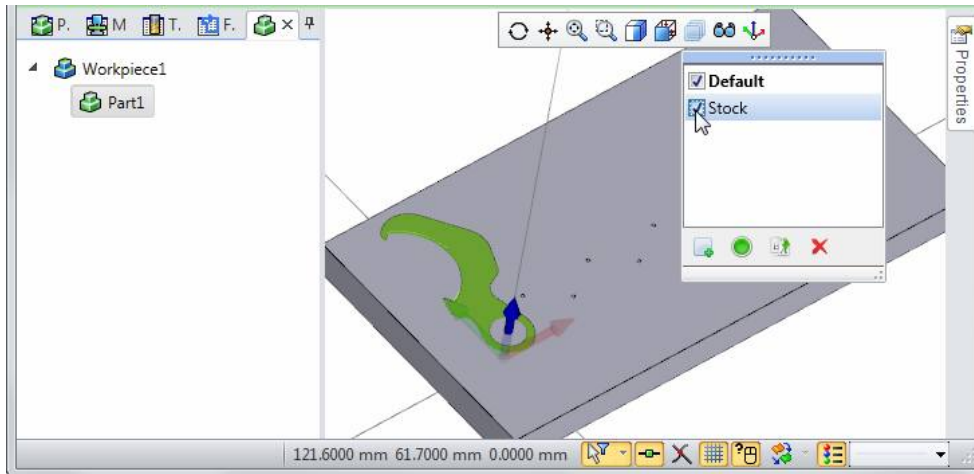 P. M T. F.
Workpiece1
Part1
Default
Stock
Properties
121.6000 mm 61.7000 mm 0.0000 mm